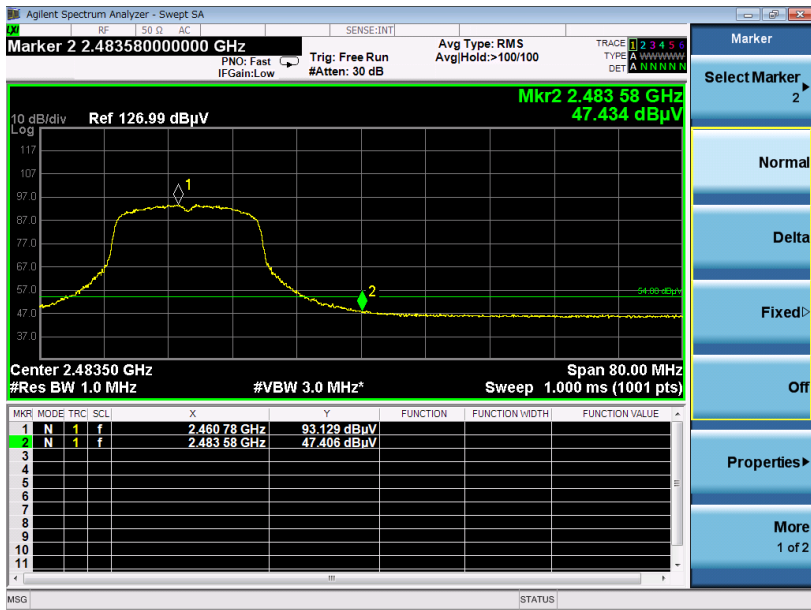 Agilent Spectrum Analyzer - Swept SA
LXI RF 50 Ω AC SENSE:INT
Marker 2 2.483580000000 GHz
PNO: Fast
IFGain:Low
Trig: Free Run
#Atten: 30 dB
Avg Type: RMS
Avg|Hold:>100/100
TRACE 1 2 3 4 5 6
TYPE A WWWWW
DET A N N N N N
Mkr2 2.483 58 GHz
47.434 dBµV
10 dB/div Ref 126.99 dBµV
Log
117
107
97.0
87.0
77.0
67.0
57.0
47.0
37.0
1
2
54.00 dBµV
Center 2.48350 GHz Span 80.00 MHz
#Res BW 1.0 MHz #VBW 3.0 MHz* Sweep 1.000 ms (1001 pts)
MKR MODE TRC SCL X Y FUNCTION FUNCTION WIDTH FUNCTION VALUE
1 N 1 f 2.460 78 GHz 93.129 dBµV
2 N 1 f 2.483 58 GHz 47.406 dBµV
3
4
5
6
7
8
9
10
11
MSG STATUS
Marker
Select Marker
2
Normal
Delta
Fixed
Off
Properties
More
1 of 2